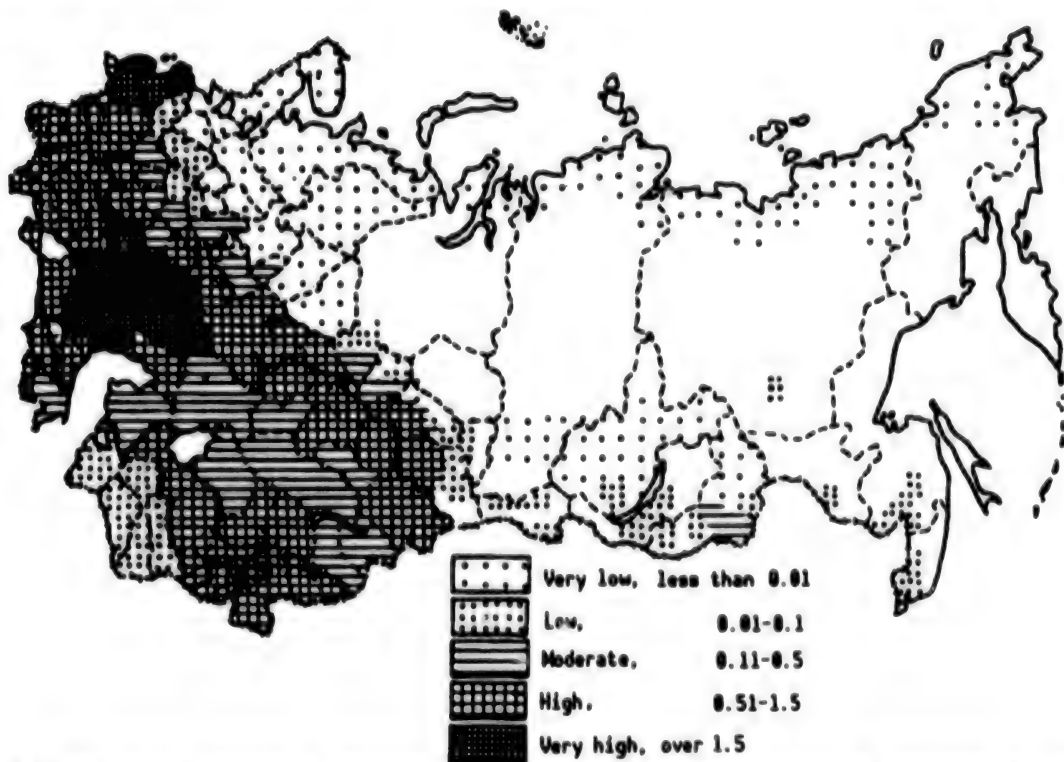 Very low, less than 0.01
Low, 0.01-0.1
Moderate, 0.11-0.5
High, 0.51-1.5
Very high, over 1.5